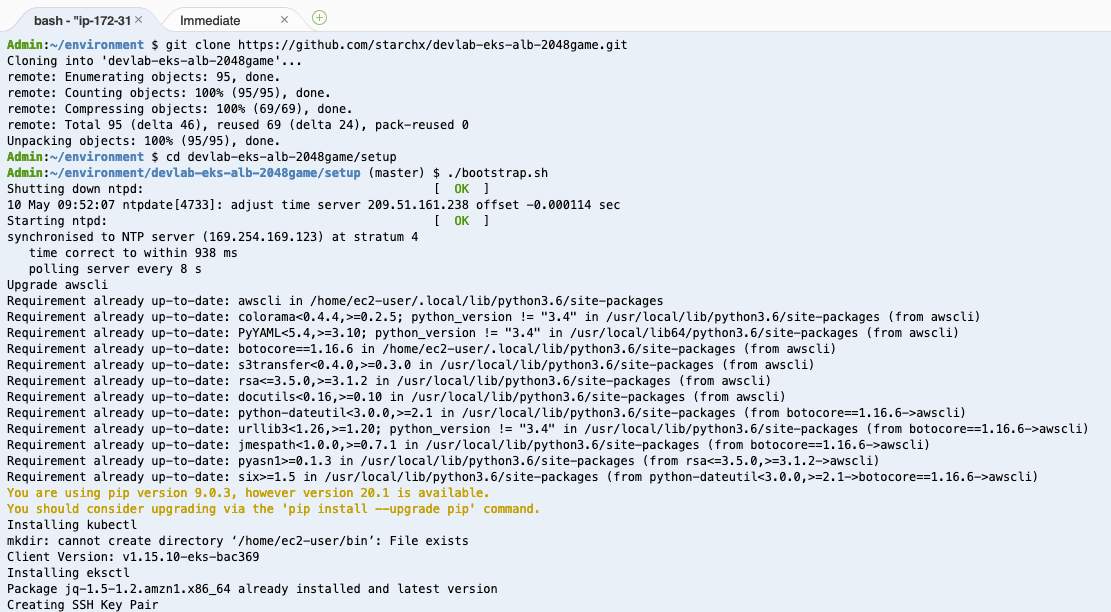 bash - "ip-172-31 ×
Immediate ×
Admin:~/environment $ git clone https://github.com/starchx/devlab-eks-alb-2048game.git
Cloning into 'devlab-eks-alb-2048game'...
remote: Enumerating objects: 95, done.
remote: Counting objects: 100% (95/95), done.
remote: Compressing objects: 100% (69/69), done.
remote: Total 95 (delta 46), reused 69 (delta 24), pack-reused 0
Unpacking objects: 100% (95/95), done.
Admin:~/environment $ cd devlab-eks-alb-2048game/setup
Admin:~/environment/devlab-eks-alb-2048game/setup (master) $ ./bootstrap.sh
Shutting down ntpd: [ OK ]
10 May 09:52:07 ntpdate[4733]: adjust time server 209.51.161.238 offset -0.000114 sec
Starting ntpd: [ OK ]
synchronised to NTP server (169.254.169.123) at stratum 4
time correct to within 938 ms
polling server every 8 s
Upgrade awscli
Requirement already up-to-date: awscli in /home/ec2-user/.local/lib/python3.6/site-packages
Requirement already up-to-date: colorama<0.4.4,>=0.2.5; python_version != "3.4" in /usr/local/lib/python3.6/site-packages (from awscli)
Requirement already up-to-date: PyYAML<5.4,>=3.10; python_version != "3.4" in /usr/local/lib64/python3.6/site-packages (from awscli)
Requirement already up-to-date: botocore==1.16.6 in /home/ec2-user/.local/lib/python3.6/site-packages (from awscli)
Requirement already up-to-date: s3transfer<0.4.0,>=0.3.0 in /usr/local/lib/python3.6/site-packages (from awscli)
Requirement already up-to-date: rsa<=3.5.0,>=3.1.2 in /usr/local/lib/python3.6/site-packages (from awscli)
Requirement already up-to-date: docutils<0.16,>=0.10 in /usr/local/lib/python3.6/site-packages (from awscli)
Requirement already up-to-date: python-dateutil<3.0.0,>=2.1 in /usr/local/lib/python3.6/site-packages (from botocore==1.16.6->awscli)
Requirement already up-to-date: urllib3<1.26,>=1.20; python_version != "3.4" in /usr/local/lib/python3.6/site-packages (from botocore==1.16.6->awscli)
Requirement already up-to-date: jmespath<1.0.0,>=0.7.1 in /usr/local/lib/python3.6/site-packages (from botocore==1.16.6->awscli)
Requirement already up-to-date: pyasn1>=0.1.3 in /usr/local/lib/python3.6/site-packages (from rsa<=3.5.0,>=3.1.2->awscli)
Requirement already up-to-date: six>=1.5 in /usr/local/lib/python3.6/site-packages (from python-dateutil<3.0.0,>=2.1->botocore==1.16.6->awscli)
You are using pip version 9.0.3, however version 20.1 is available.
You should consider upgrading via the 'pip install --upgrade pip' command.
Installing kubectl
mkdir: cannot create directory ‘/home/ec2-user/bin’: File exists
Client Version: v1.15.10-eks-bac369
Installing eksctl
Package jq-1.5-1.2.amzn1.x86_64 already installed and latest version
Creating SSH Key Pair